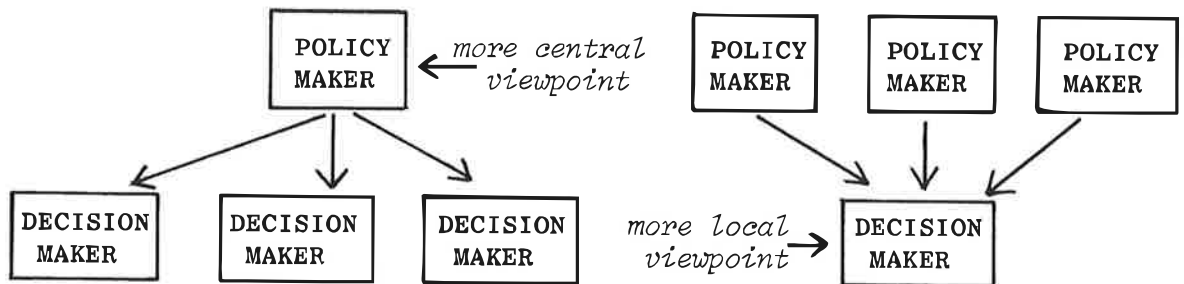 POLICY
MAKER
more central
viewpoint
POLICY
MAKER
POLICY
MAKER
POLICY
MAKER
DECISION
MAKER
DECISION
MAKER
DECISION
MAKER
more local
viewpoint
DECISION
MAKER